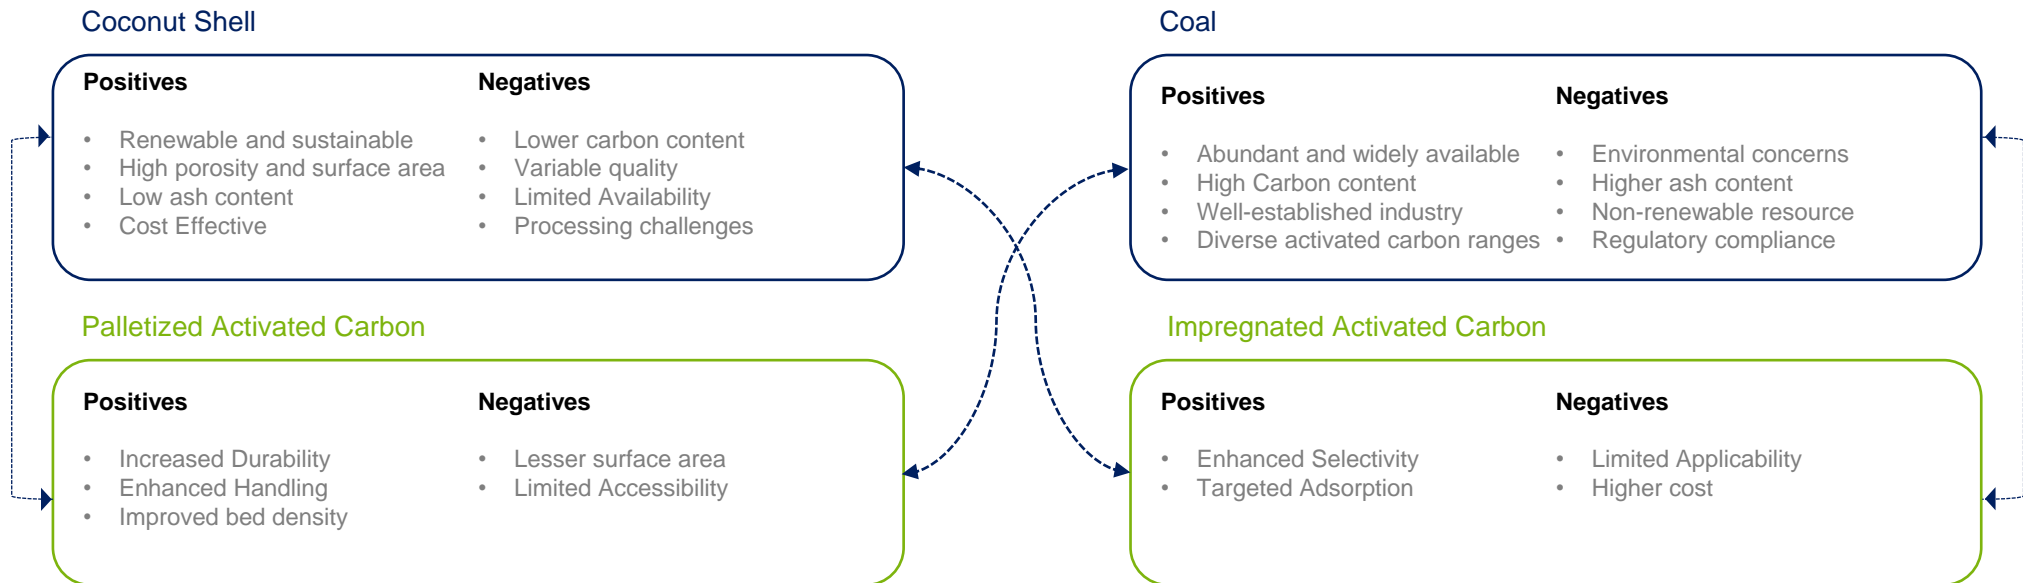 Coconut Shell
Positives
• Renewable and sustainable
• High porosity and surface area
• Low ash content
• Cost Effective
Negatives
• Lower carbon content
• Variable quality
• Limited Availability
• Processing challenges
Coal
Positives
• Abundant and widely available
• High Carbon content
• Well-established industry
• Diverse activated carbon ranges
Negatives
• Environmental concerns
• Higher ash content
• Non-renewable resource
• Regulatory compliance
Palletized Activated Carbon
Positives
• Increased Durability
• Enhanced Handling
• Improved bed density
Negatives
• Lesser surface area
• Limited Accessibility
Impregnated Activated Carbon
Positives
• Enhanced Selectivity
• Targeted Adsorption
Negatives
• Limited Applicability
• Higher cost